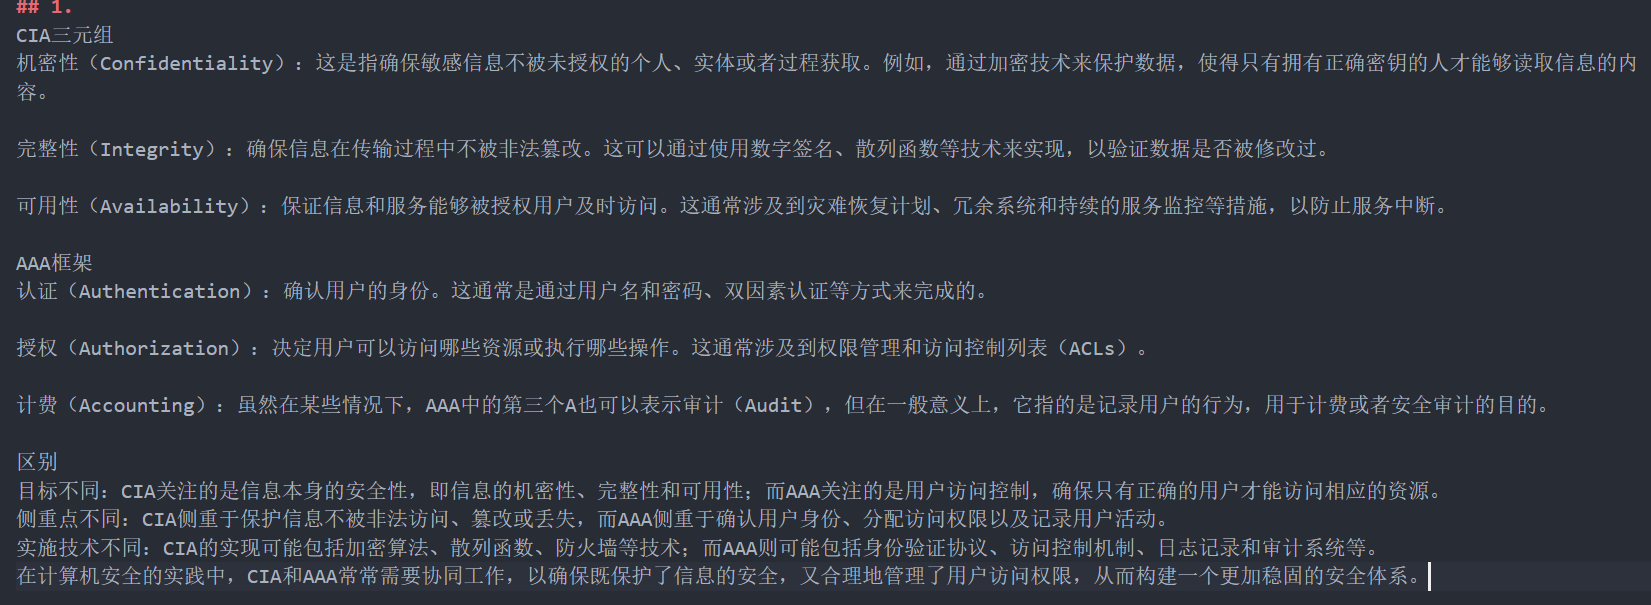 ## 1.
CIA三元组
机密性（Confidentiality）：这是指确保敏感信息不被未授权的个人、实体或者过程获取。例如，通过加密技术来保护数据，使得只有拥有正确密钥的人才能够读取信息的内
容。
完整性（Integrity）：确保信息在传输过程中不被非法篡改。这可以通过使用数字签名、散列函数等技术来实现，以验证数据是否被修改过。
可用性（Availability）：保证信息和服务能够被授权用户及时访问。这通常涉及到灾难恢复计划、冗余系统和持续的服务监控等措施，以防止服务中断。
AAA框架
认证（Authentication）：确认用户的身份。这通常是通过用户名和密码、双因素认证等方式来完成的。
授权（Authorization）：决定用户可以访问哪些资源或执行哪些操作。这通常涉及到权限管理和访问控制列表（ACLs）。
计费（Accounting）：虽然在某些情况下，AAA中的第三个A也可以表示审计（Audit），但在一般意义上，它指的是记录用户的行为，用于计费或者安全审计的目的。
区别
目标不同：CIA关注的是信息本身的安全性，即信息的机密性、完整性和可用性；而AAA关注的是用户访问控制，确保只有正确的用户才能访问相应的资源。
侧重点不同：CIA侧重于保护信息不被非法访问、篡改或丢失，而AAA侧重于确认用户身份、分配访问权限以及记录用户活动。
实施技术不同：CIA的实现可能包括加密算法、散列函数、防火墙等技术；而AAA则可能包括身份验证协议、访问控制机制、日志记录和审计系统等。
在计算机安全的实践中，CIA和AAA常常需要协同工作，以确保既保护了信息的安全，又合理地管理了用户访问权限，从而构建一个更加稳固的安全体系。